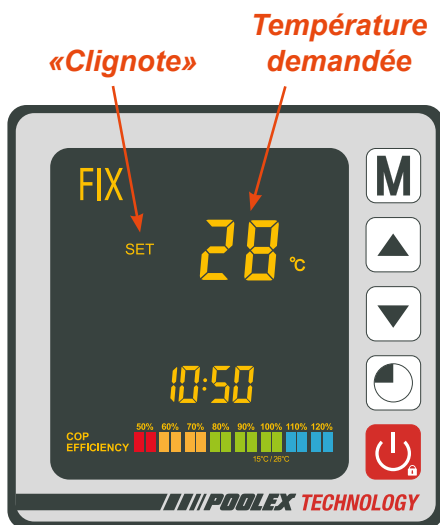 Température
«Clignote» demandée
FIX
M
SET 28 °C
10:50
50% 60% 70% 80% 90% 100% 110% 120%
COP
EFFICIENCY
15°C / 26°C
POOLEX TECHNOLOGY